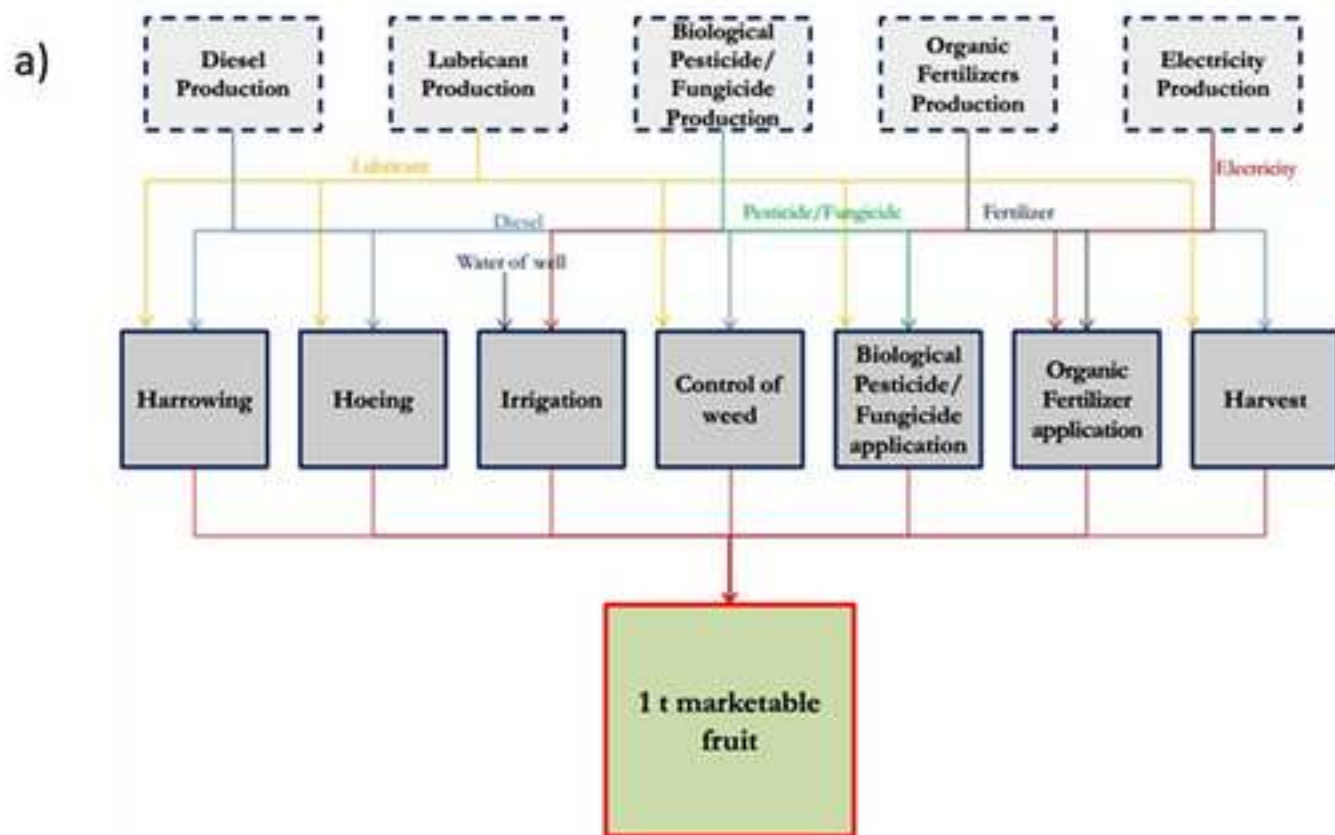 a)
Diesel
Production
Lubricant
Production
Biological
Pesticide/
Fungicide
Production
Organic
Fertilizers
Production
Electricity
Production
Lubricant
Electricity
Diesel
Pesticide/Fungicide
Fertilizer
Water of well
Harrowing
Hoeing
Irrigation
Control of
weed
Biological
Pesticide/
Fungicide
application
Organic
Fertilizer
application
Harvest
1 t marketable
fruit